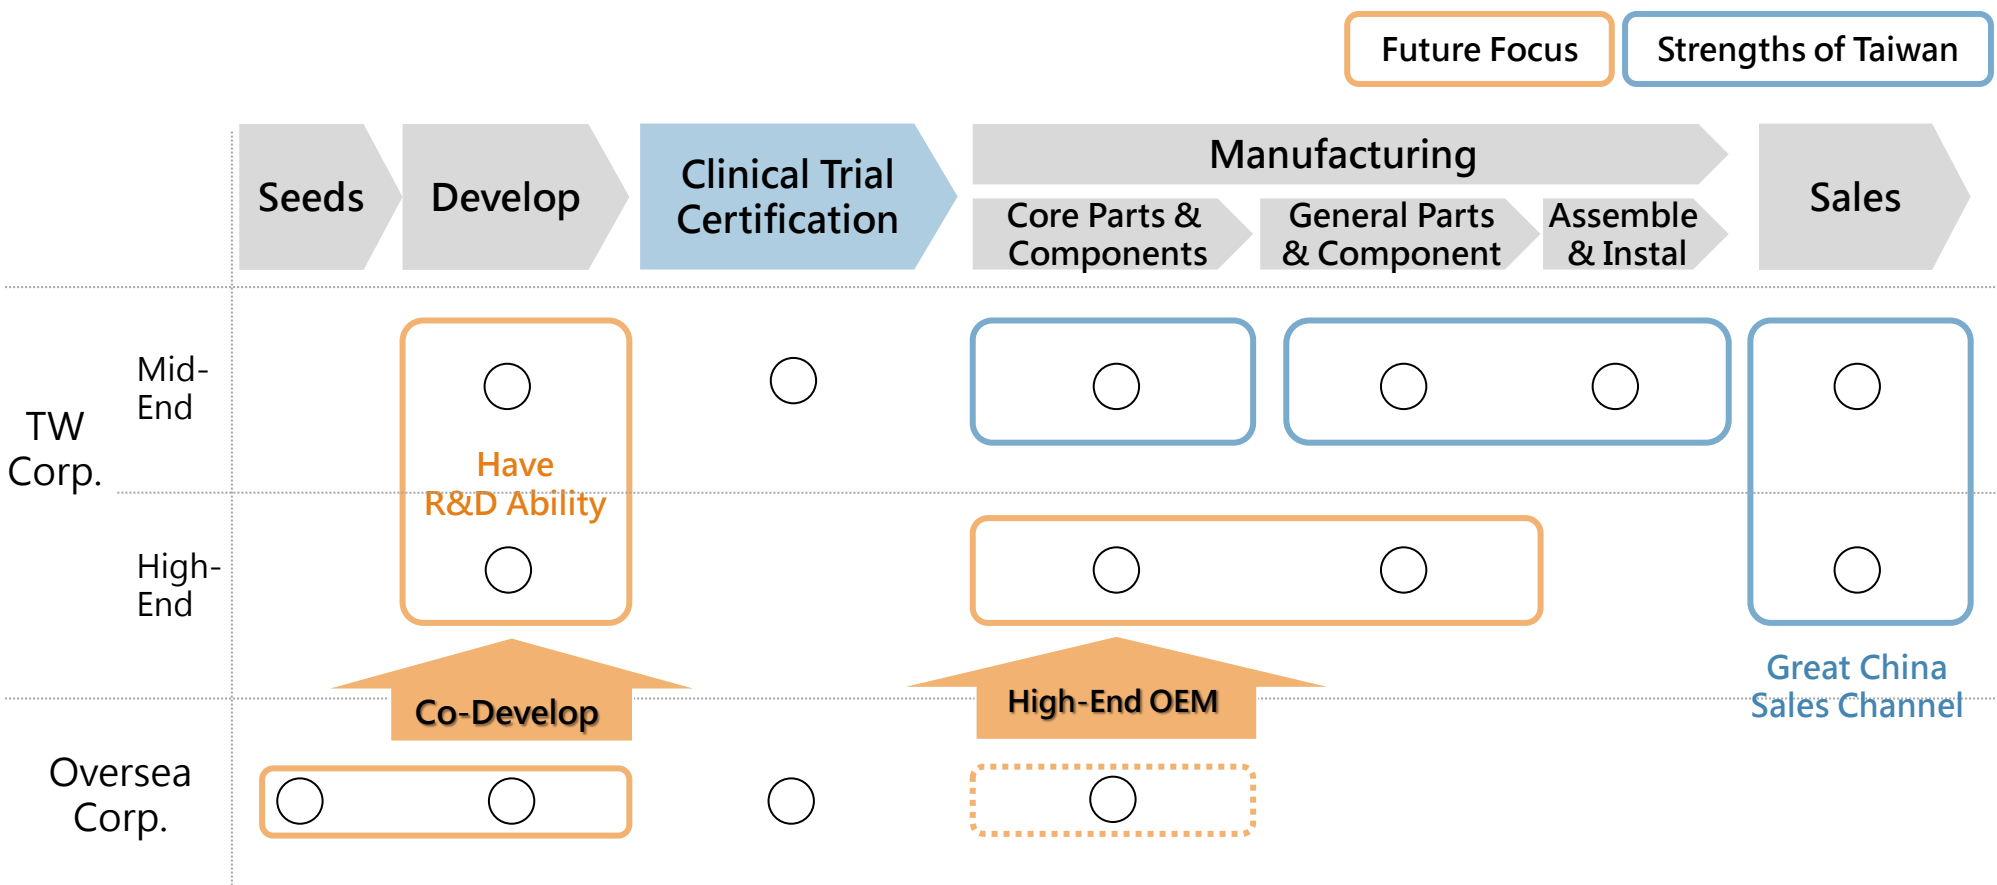 Future Focus
Strengths of Taiwan
Seeds
Develop
Clinical Trial
Certification
Manufacturing
Core Parts &
Components
General Parts
& Component
Assemble
& Instal
Sales
TW
Corp.
Mid-
End
Have
R&D Ability
High-
End
Great China
Sales Channel
Co-Develop
High-End OEM
Oversea
Corp.